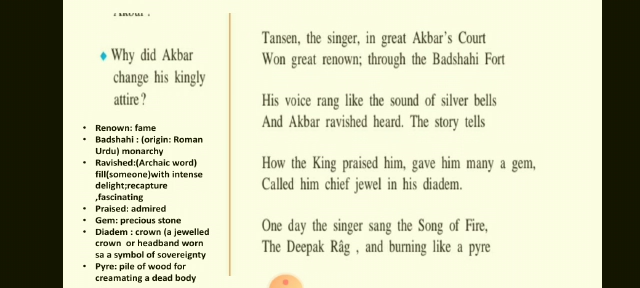 Why did Akbar
change his kingly
attire?
• Renown: fame
• Badshahi : (origin: Roman
Urdu) monarchy
• Ravished:(Archaic word)
fill(someone)with intense
delight;recapture
,fascinating
• Praised: admired
• Gem: precious stone
• Diadem : crown (a jewelled
crown or headband worn
sa a symbol of sovereignty
• Pyre: pile of wood for
creamating a dead body
Tansen, the singer, in great Akbar's Court
Won great renown; through the Badshahi Fort
His voice rang like the sound of silver bells
And Akbar ravished heard. The story tells
How the King praised him, gave him many a gem,
Called him chief jewel in his diadem.
One day the singer sang the Song of Fire,
The Deepak Râg , and burning like a pyre